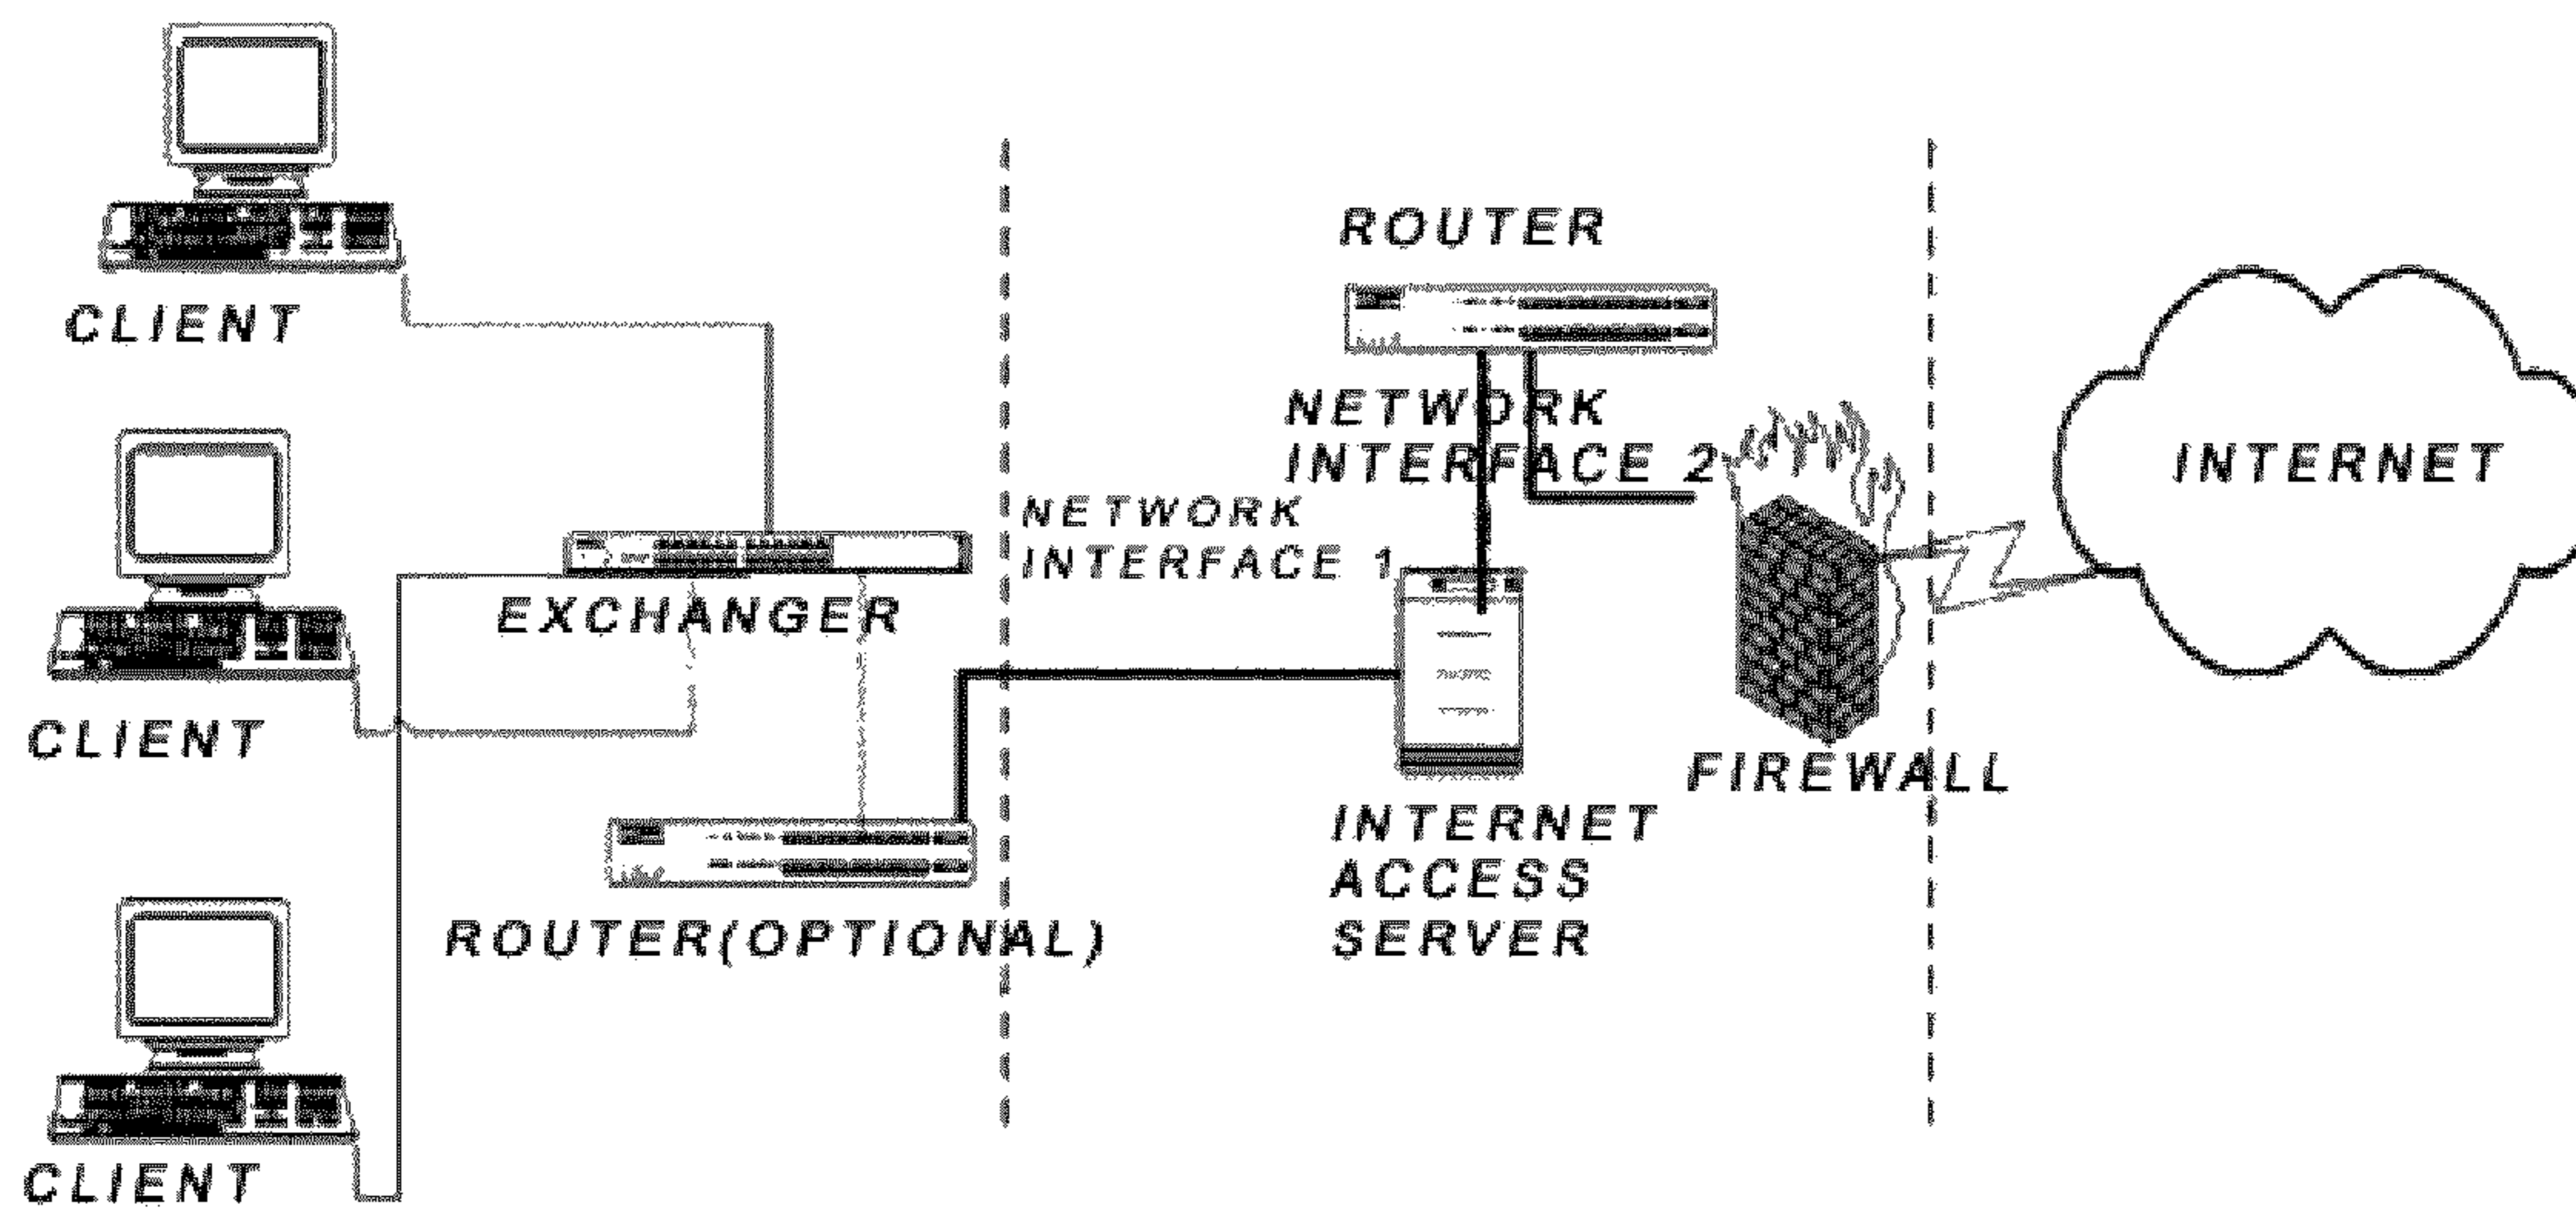 CLIENT
CLIENT
CLIENT
EXCHANGER
ROUTER(OPTIONAL)
NETWORK
INTERFACE 1
ROUTER
NETWORK
INTERFACE 2
INTERNET
ACCESS
SERVER
FIREWALL
INTERNET